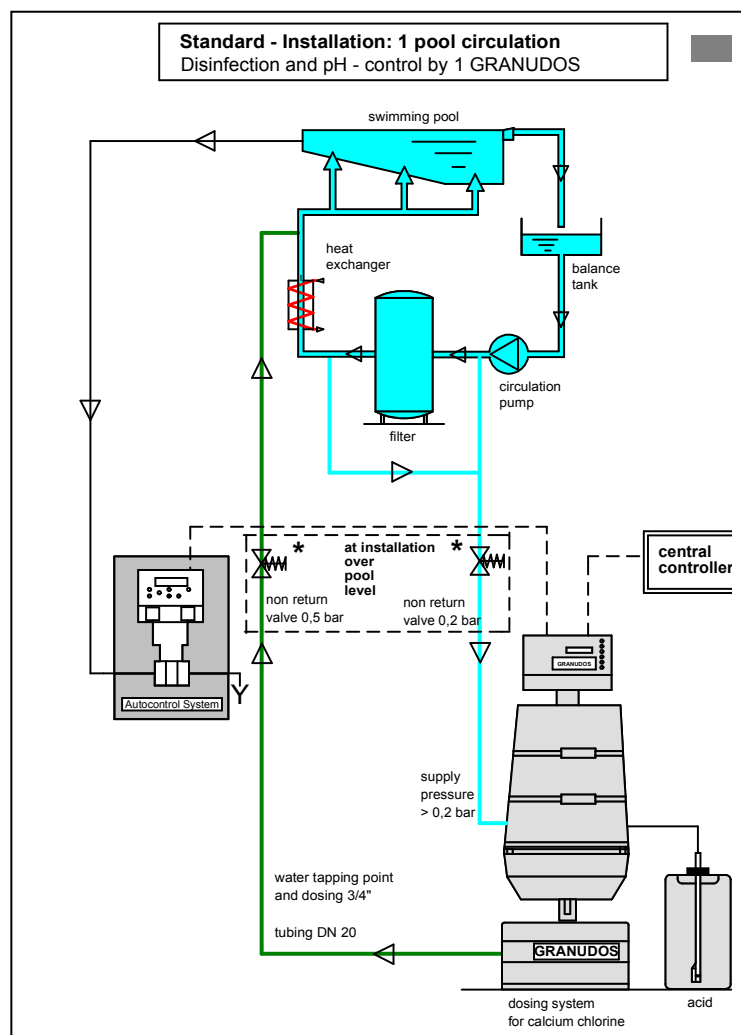 Standard - Installation: 1 pool circulation
Disinfection and pH - control by 1 GRANUDOS
swimming pool
heat
exchanger
balance
tank
circulation
pump
filter
*
at installation
over
pool
level
*
non return
valve 0,5 bar
non return
valve 0,2 bar
central
controller
GRANUDOS
Autocontrol System
Y
supply
pressure
> 0,2 bar
water tapping point
and dosing 3/4"
tubing DN 20
GRANUDOS
dosing system
for calcium chlorine
acid